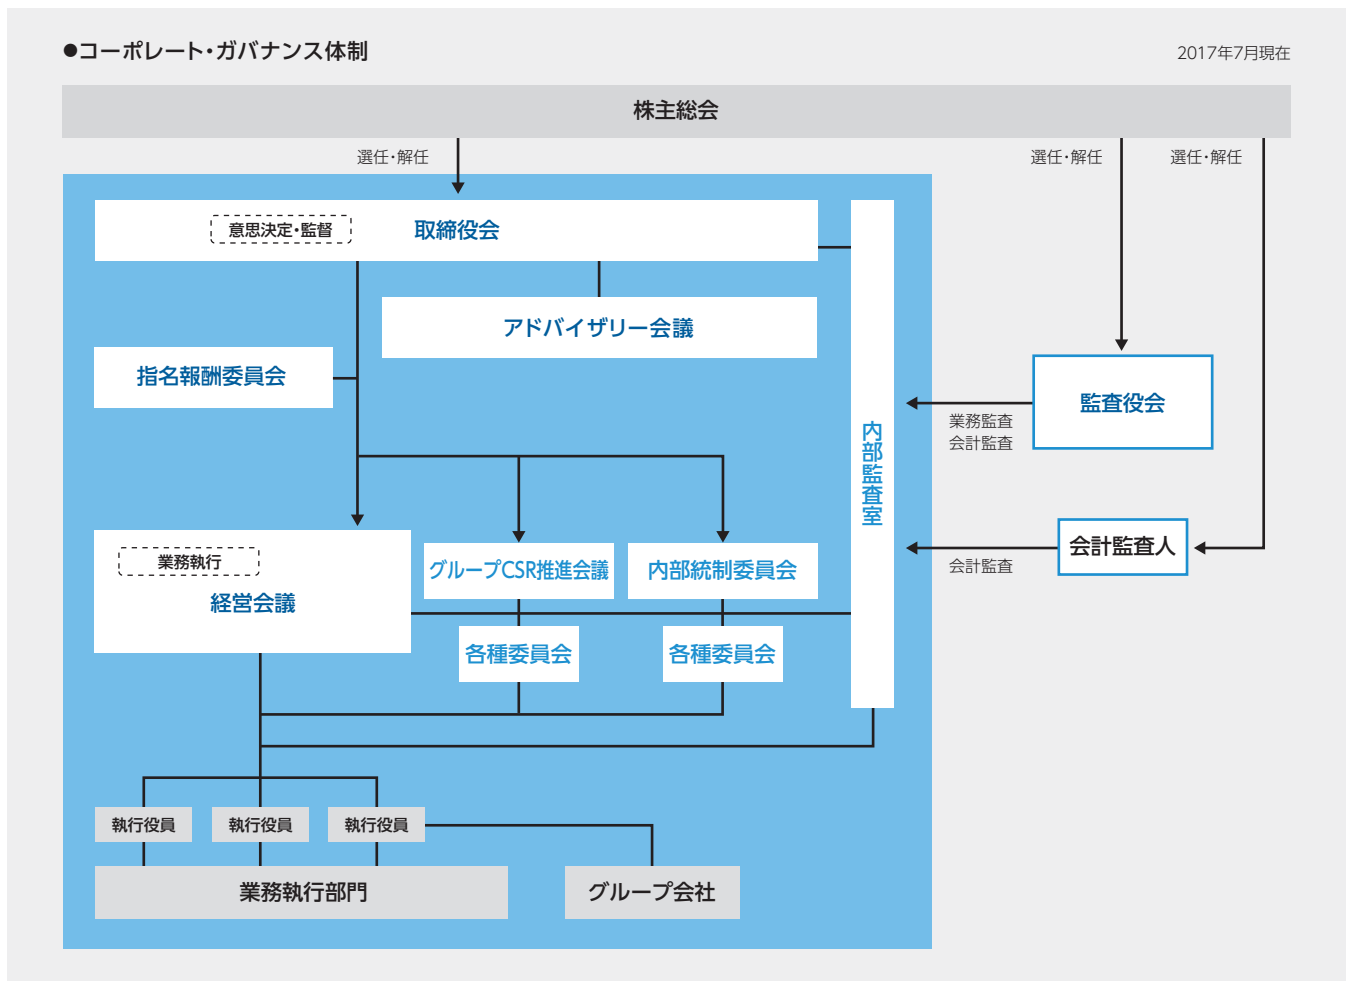 ●コーポレート・ガバナンス体制
2017年7月現在
株主総会
選任・解任
選任・解任
選任・解任
意思決定・監督
取締役会
アドバイザリー会議
指名報酬委員会
内部監査室
監査役会
業務監査
会計監査
会計監査人
会計監査
業務執行
経営会議
グループCSR推進会議
内部統制委員会
各種委員会
各種委員会
執行役員
執行役員
執行役員
業務執行部門
グループ会社